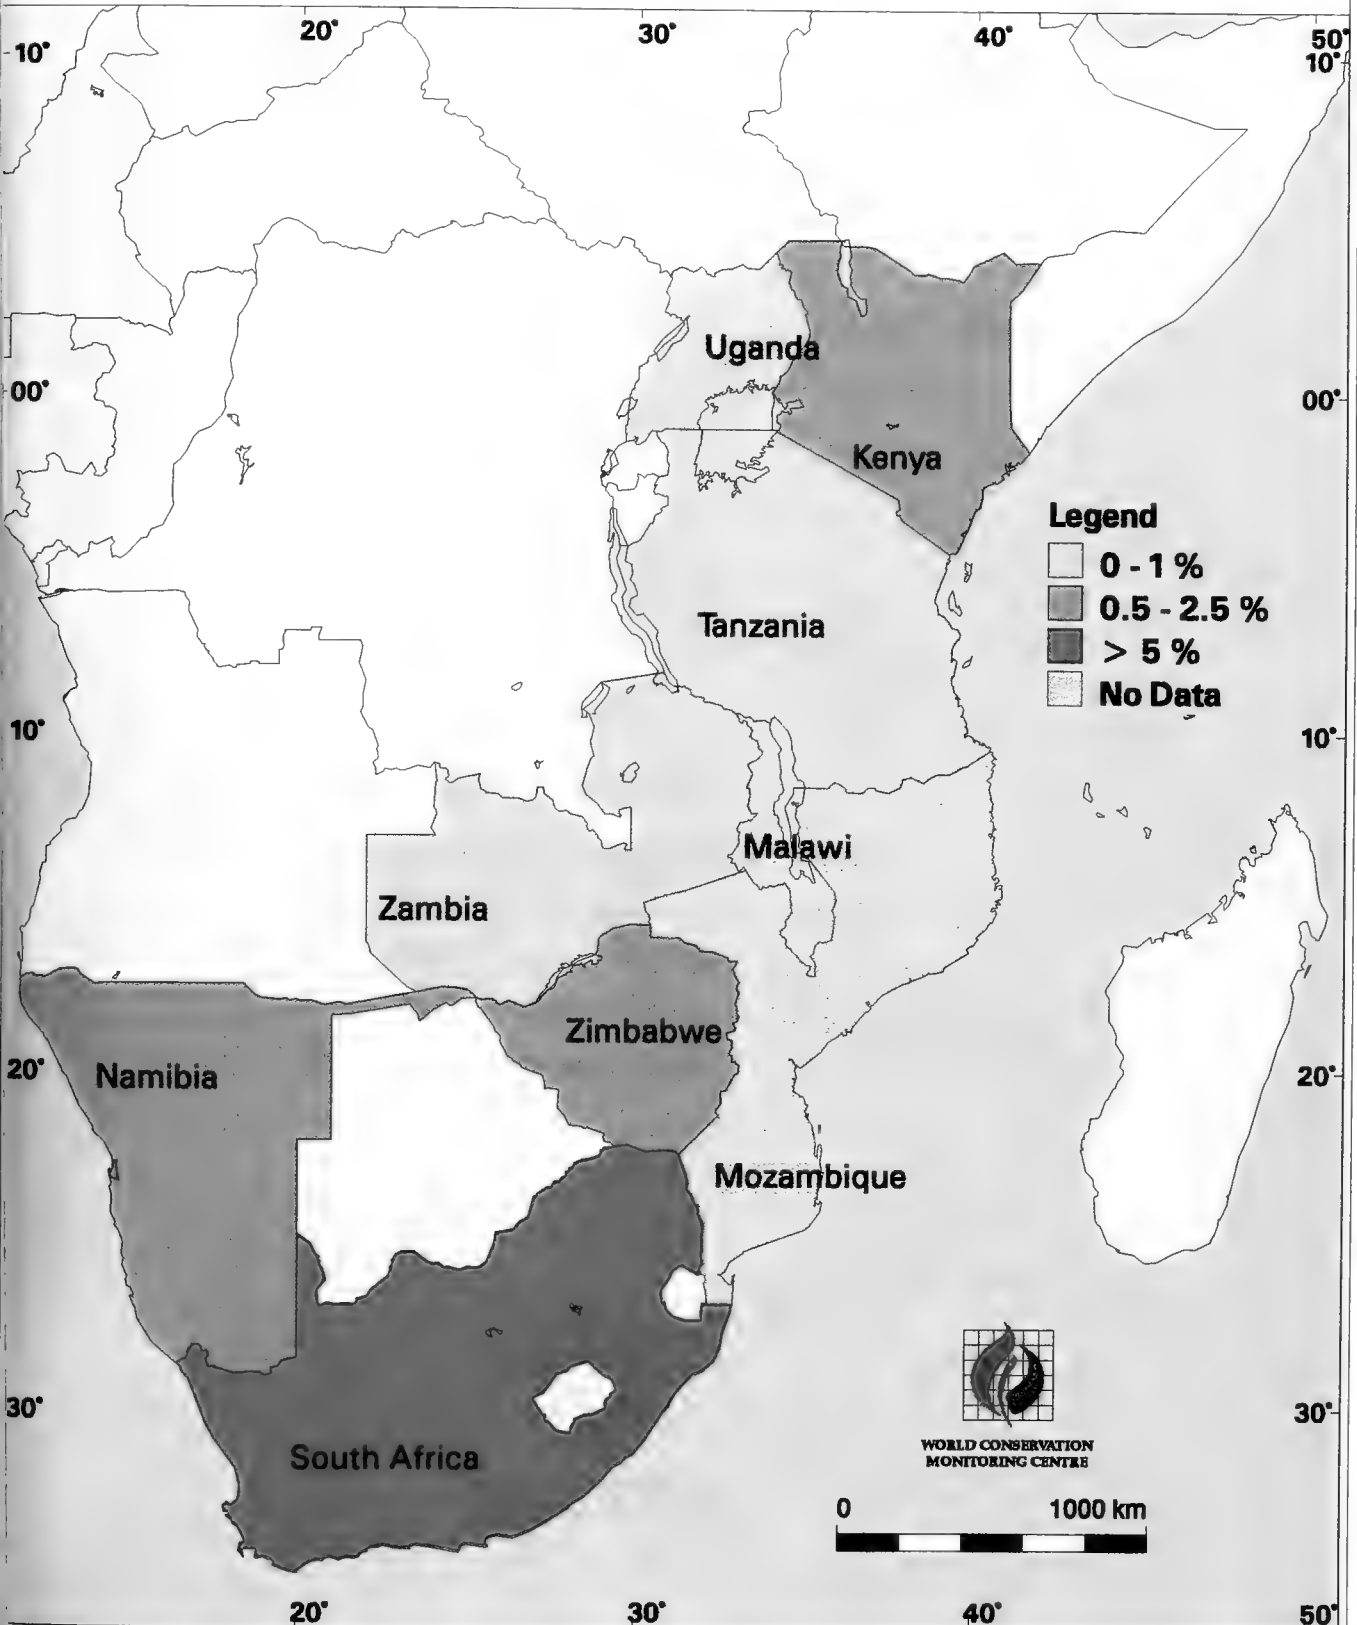 20° 30° 40° 50°
10° 10°
Uganda
00° 00°
Kenya
Legend
0 - 1 %
0.5 - 2.5 %
> 5 %
No Data
Tanzania
10° 10°
Malawi
Zambia
Zimbabwe
20° 20°
Namibia
Mozambique
30° 30°
WORLD CONSERVATION
MONITORING CENTRE
South Africa
0 1000 km
20° 30° 40° 50°